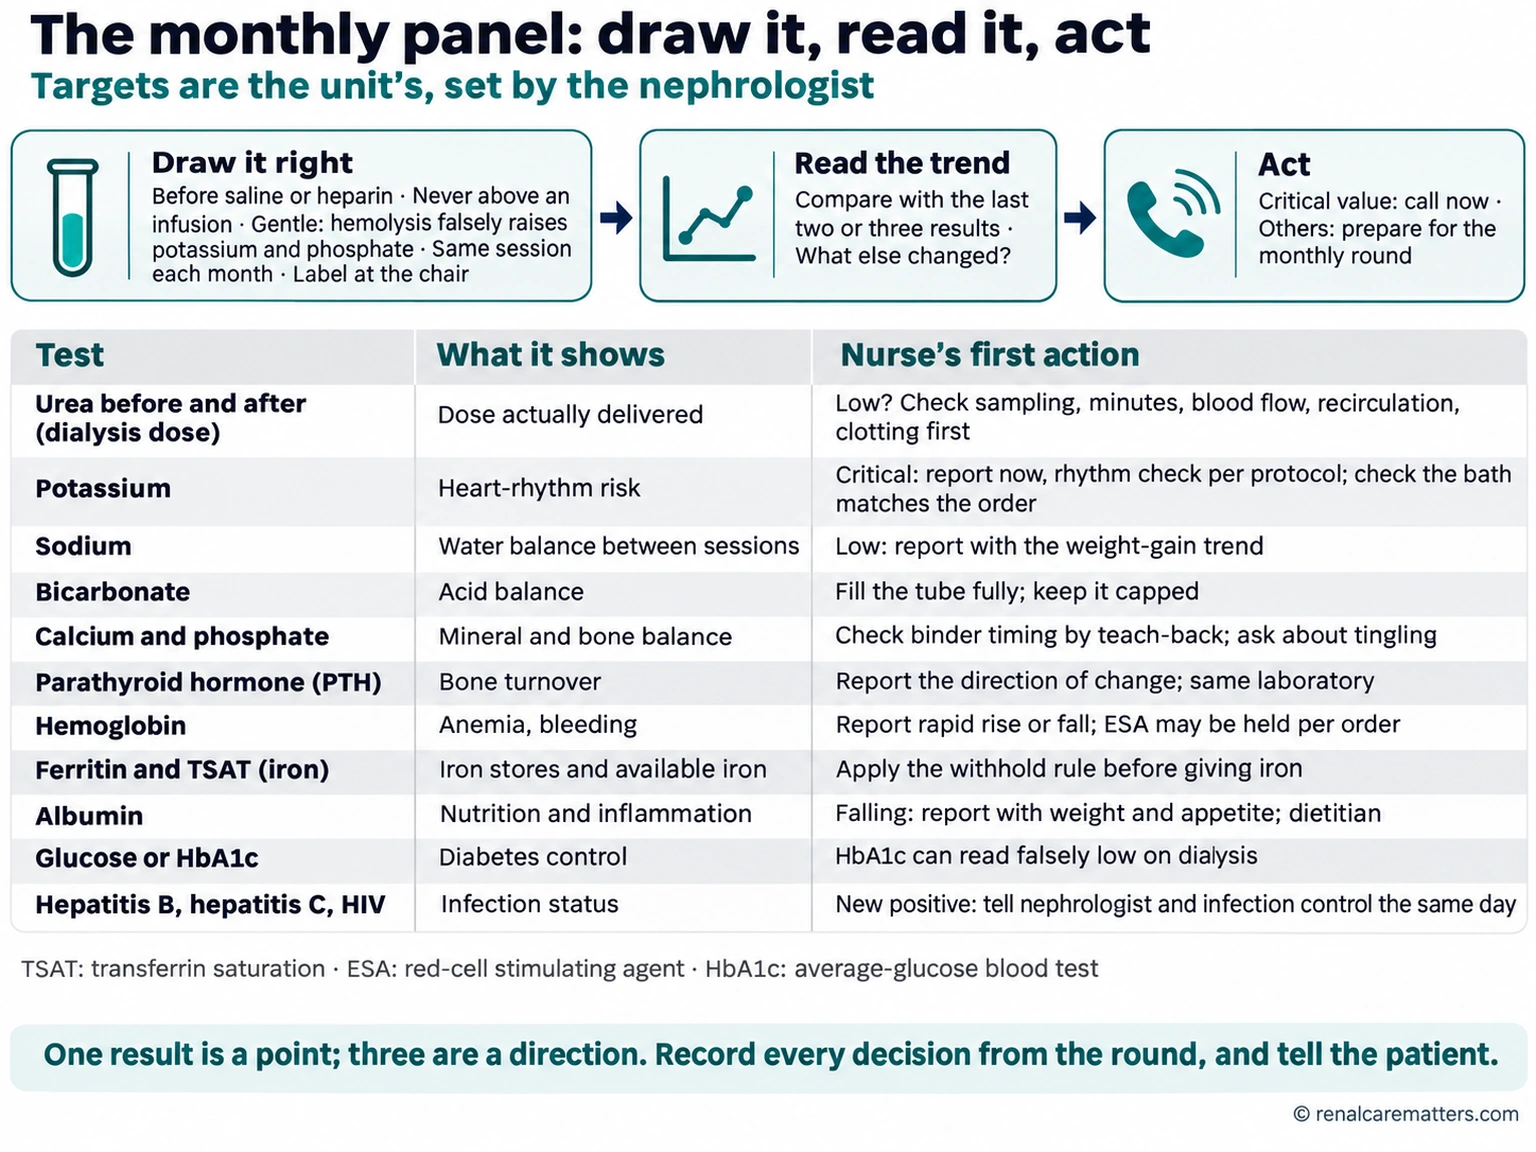 The monthly panel: draw it, read it, act
Targets are the unit's, set by the nephrologist
Draw it right
Before saline or heparin · Never above an
infusion · Gentle: hemolysis falsely raises
potassium and phosphate · Same session
each month · Label at the chair
Read the trend
Compare with the last
two or three results ·
What else changed?
Act
Critical value: call now ·
Others: prepare for the
monthly round
Test
What it shows
Nurse's first action
Urea before and after
(dialysis dose)
Dose actually delivered
Low? Check sampling, minutes, blood flow, recirculation,
clotting first
Potassium
Heart-rhythm risk
Critical: report now, rhythm check per protocol; check the bath
matches the order
Sodium
Water balance between sessions
Low: report with the weight-gain trend
Bicarbonate
Acid balance
Fill the tube fully; keep it capped
Calcium and phosphate
Mineral and bone balance
Check binder timing by teach-back; ask about tingling
Parathyroid hormone (PTH)
Bone turnover
Report the direction of change; same laboratory
Hemoglobin
Anemia, bleeding
Report rapid rise or fall; ESA may be held per order
Ferritin and TSAT (iron)
Iron stores and available iron
Apply the withhold rule before giving iron
Albumin
Nutrition and inflammation
Falling: report with weight and appetite; dietitian
Glucose or HbA1c
Diabetes control
HbA1c can read falsely low on dialysis
Hepatitis B, hepatitis C, HIV
Infection status
New positive: tell nephrologist and infection control the same day
TSAT: transferrin saturation · ESA: red-cell stimulating agent · HbA1c: average-glucose blood test
One result is a point; three are a direction. Record every decision from the round, and tell the patient.
© renalcarematters.com